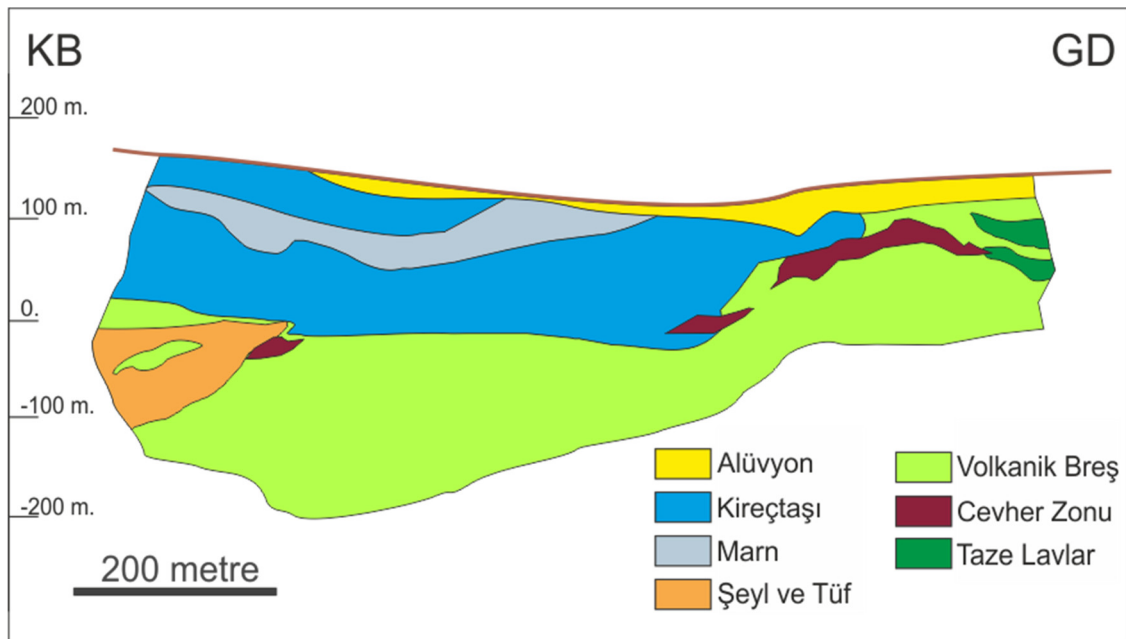 KB
GD
200 m.
100 m.
0.
-100 m.
-200 m.
200 metre
Alüvyon
Kireçtaşı
Marn
Şeyl ve Tüf
Volkanik Breş
Cevher Zonu
Taze Lavlar